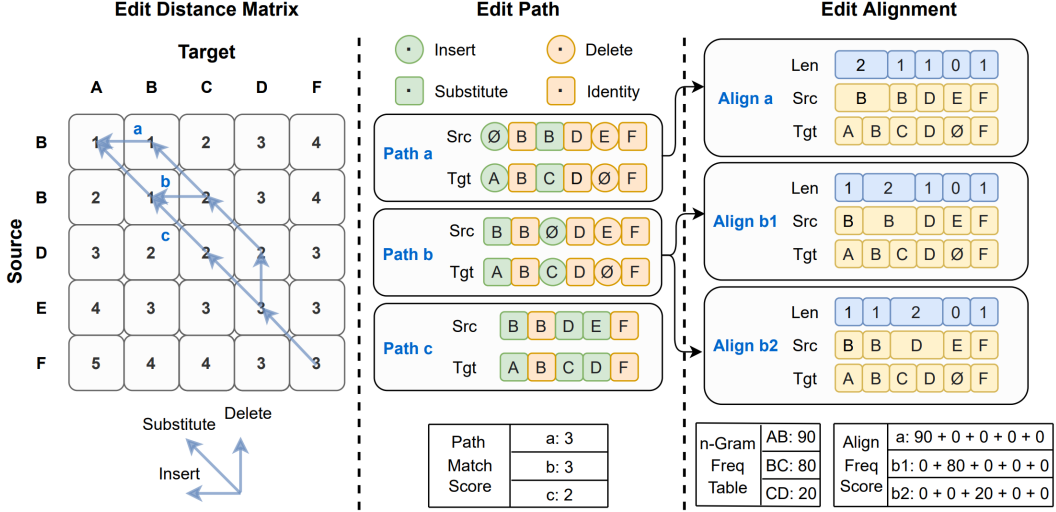 Edit Distance Matrix
Target
A B C D F
Source
B 1 1 2 3 4
B 2 1 2 3 4
D 3 2 2 2 3
E 4 3 3 3 3
F 5 4 4 3 3
a
b
c
Substitute
Delete
Insert
Edit Path
Insert
Delete
Substitute
Identity
Path a
Src Ø B B D E F
Tgt A B C D Ø F
Path b
Src B B Ø D E F
Tgt A B C D Ø F
Path c
Src B B D E F
Tgt A B C D F
Path Match Score
a: 3
b: 3
c: 2
Edit Alignment
Align a
Len 2 1 1 0 1
Src B B D E F
Tgt A B C D Ø F
Align b1
Len 1 2 1 0 1
Src B B D E F
Tgt A B C D Ø F
Align b2
Len 1 1 2 0 1
Src B B D E F
Tgt A B C D Ø F
n-Gram
Freq
Table
AB: 90
BC: 80
CD: 20
Align
Freq
Score
a: 90 + 0 + 0 + 0 + 0
b1: 0 + 80 + 0 + 0 + 0
b2: 0 + 0 + 20 + 0 + 0